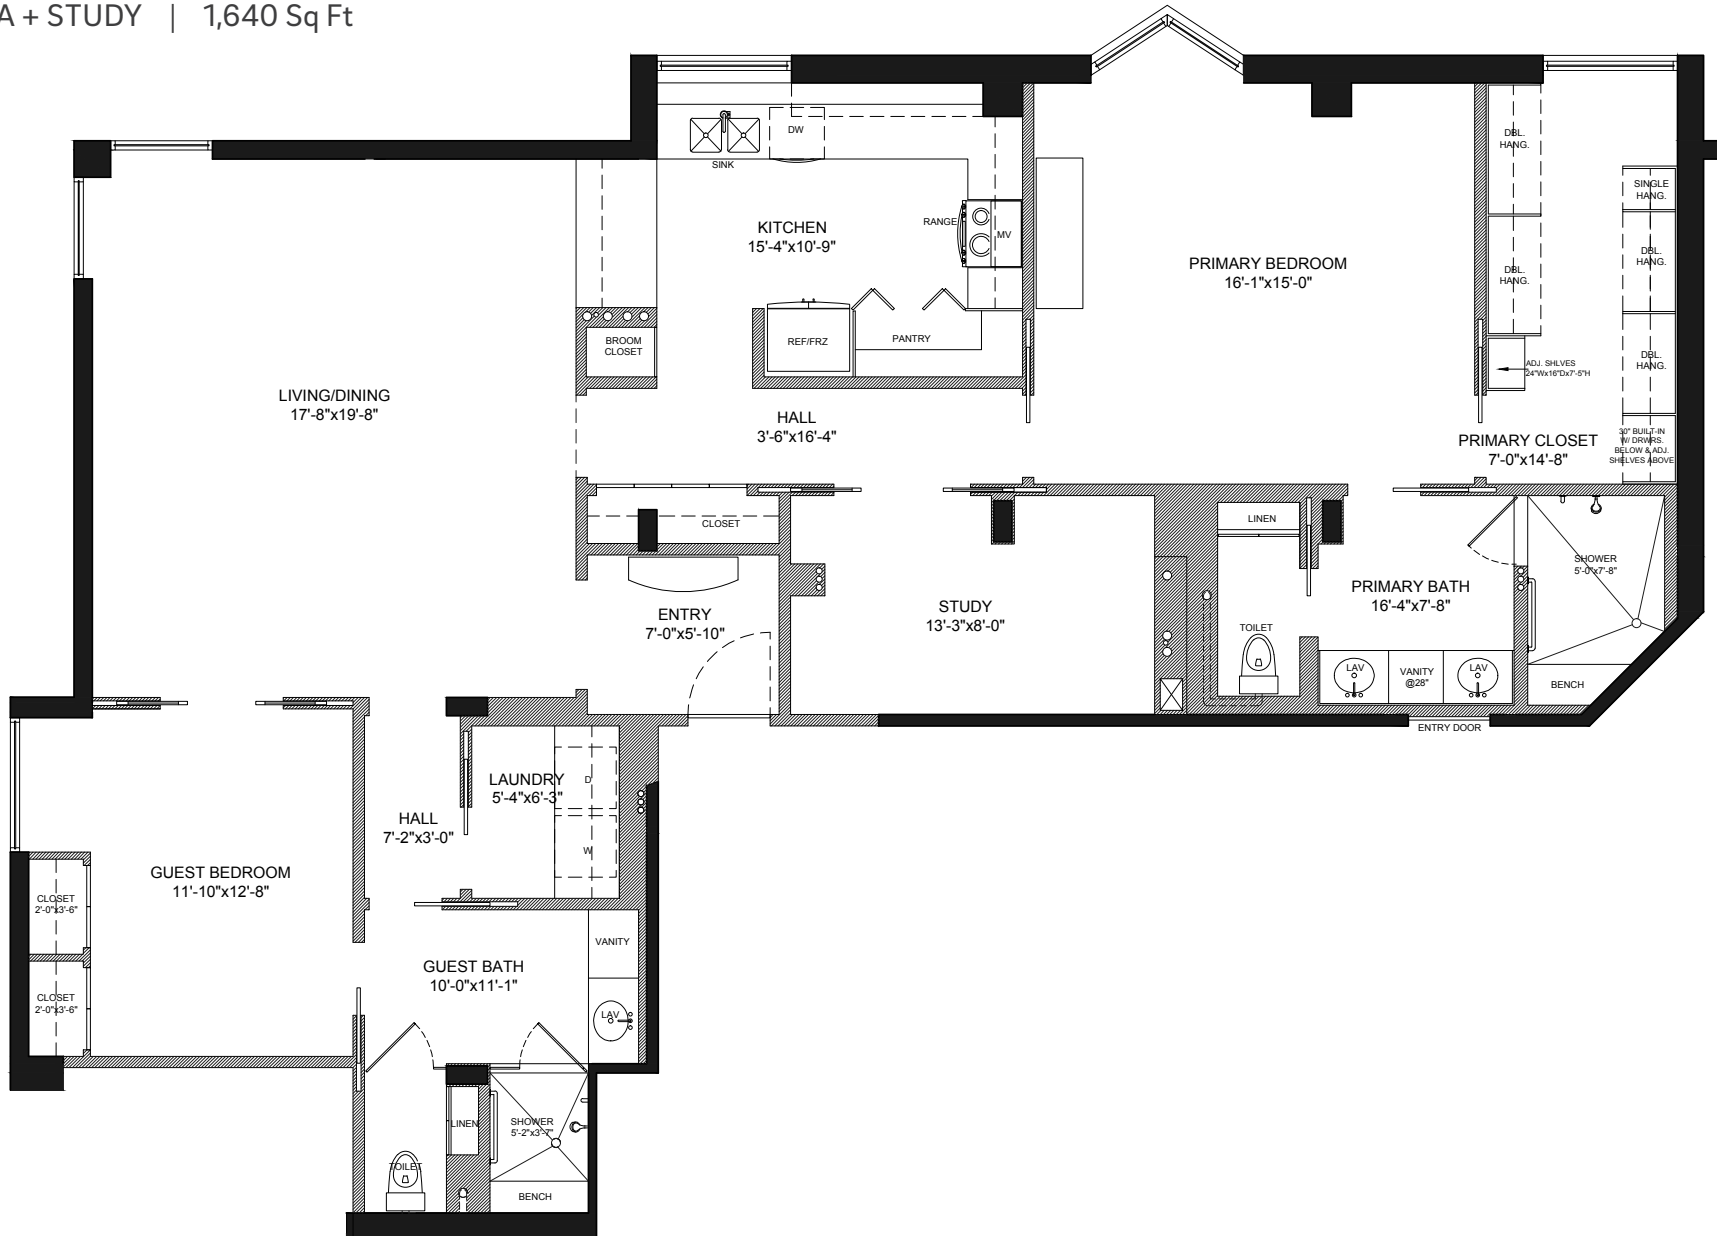 A + STUDY | 1,640 Sq Ft
DW
SINK
KITCHEN
15'-4"x10'-9"
RANGE
MV
REF/FRZ
PANTRY
BROOM
CLOSET
LIVING/DINING
17'-8"x19'-8"
HALL
3'-6"x16'-4"
PRIMARY BEDROOM
16'-1"x15'-0"
DBL.
HANG.
DBL.
HANG.
ADJ. SHLVES
24"Wx16"Dx7'-5"H
SINGLE
HANG.
DBL.
HANG.
DBL.
HANG.
30" BUILT-IN
W/ DRWRS.
BELOW & ADJ.
SHELVES ABOVE
PRIMARY CLOSET
7'-0"x14'-8"
CLOSET
ENTRY
7'-0"x5'-10"
STUDY
13'-3"x8'-0"
LINEN
TOILET
PRIMARY BATH
16'-4"x7'-8"
LAV
VANITY
@28"
LAV
SHOWER
5'-0"x7'-8"
BENCH
ENTRY DOOR
LAUNDRY
5'-4"x6'-3"
D
W
HALL
7'-2"x3'-0"
GUEST BEDROOM
11'-10"x12'-8"
CLOSET
2'-0"x3'-6"
CLOSET
2'-0"x3'-6"
GUEST BATH
10'-0"x11'-1"
VANITY
LAV
LINEN
SHOWER
5'-2"x3'-7"
TOILET
BENCH